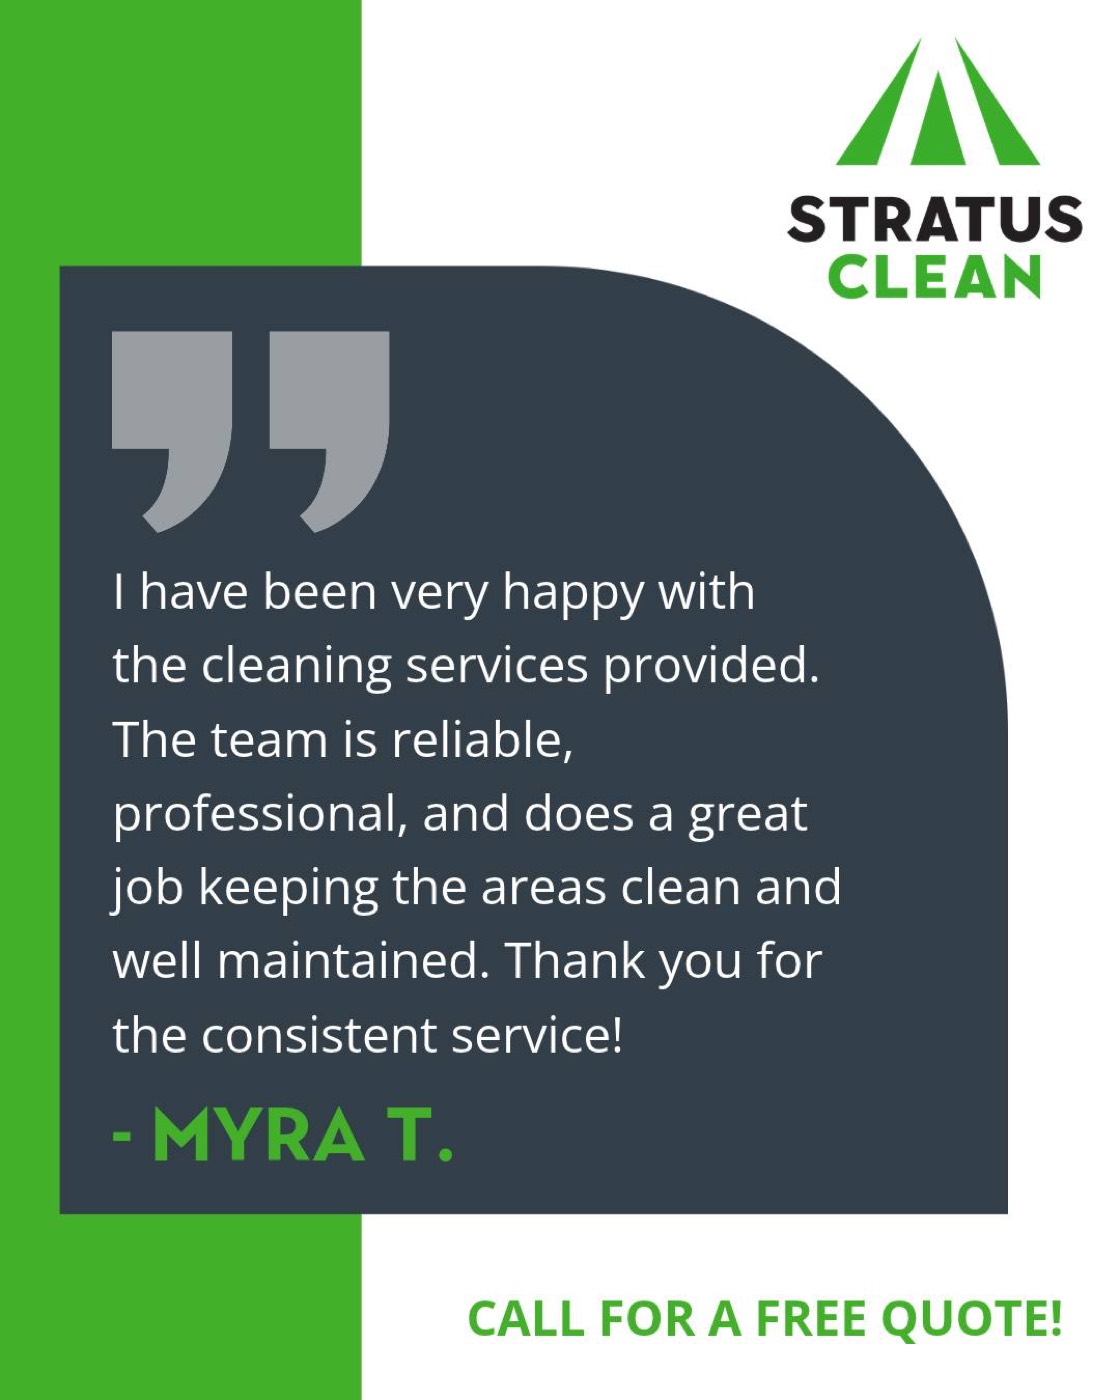 STRATUS
CLEAN
”
I have been very happy with
the cleaning services provided.
The team is reliable,
professional, and does a great
job keeping the areas clean and
well maintained. Thank you for
the consistent service!
- MYRA T.
CALL FOR A FREE QUOTE!